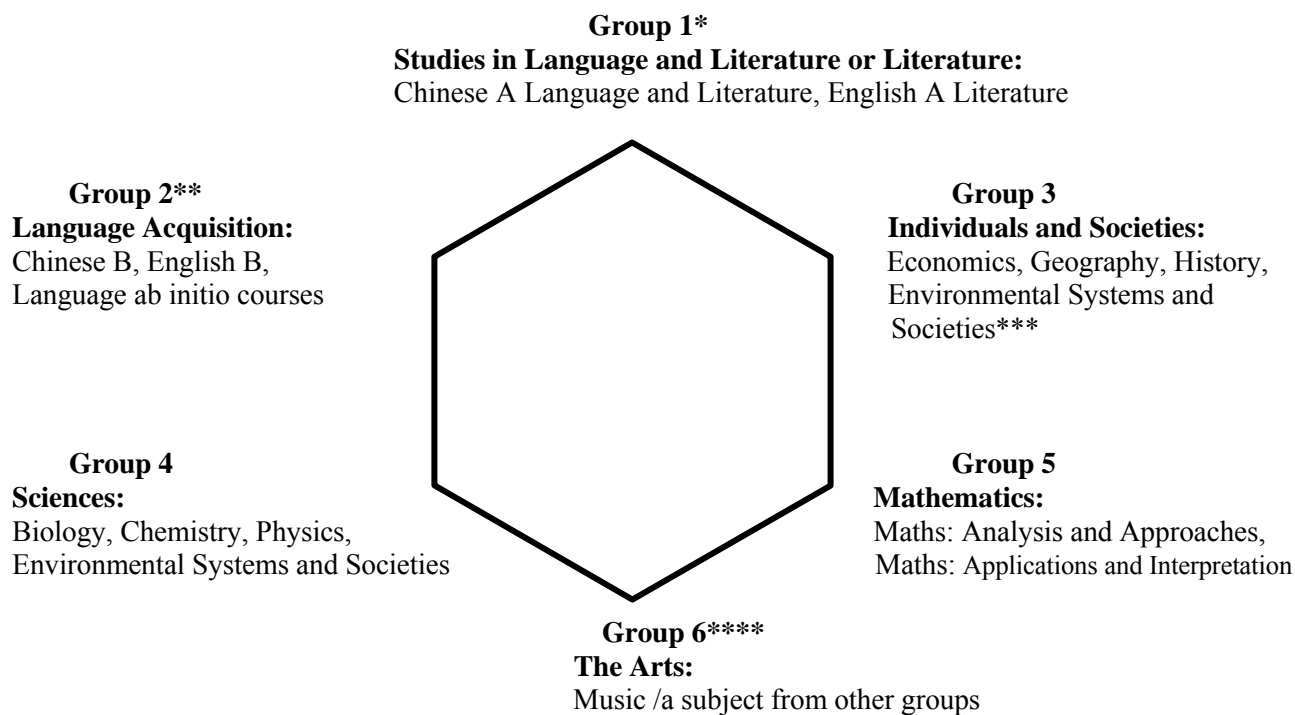 Group 1*
Studies in Language and Literature or Literature:
Chinese A Language and Literature, English A Literature
Group 2**
Language Acquisition:
Chinese B, English B,
Language ab initio courses
Group 3
Individuals and Societies:
Economics, Geography, History,
Environmental Systems and
Societies***
Group 4
Sciences:
Biology, Chemistry, Physics,
Environmental Systems and Societies
Group 5
Mathematics:
Maths: Analysis and Approaches,
Maths: Applications and Interpretation
Group 6****
The Arts:
Music /a subject from other groups